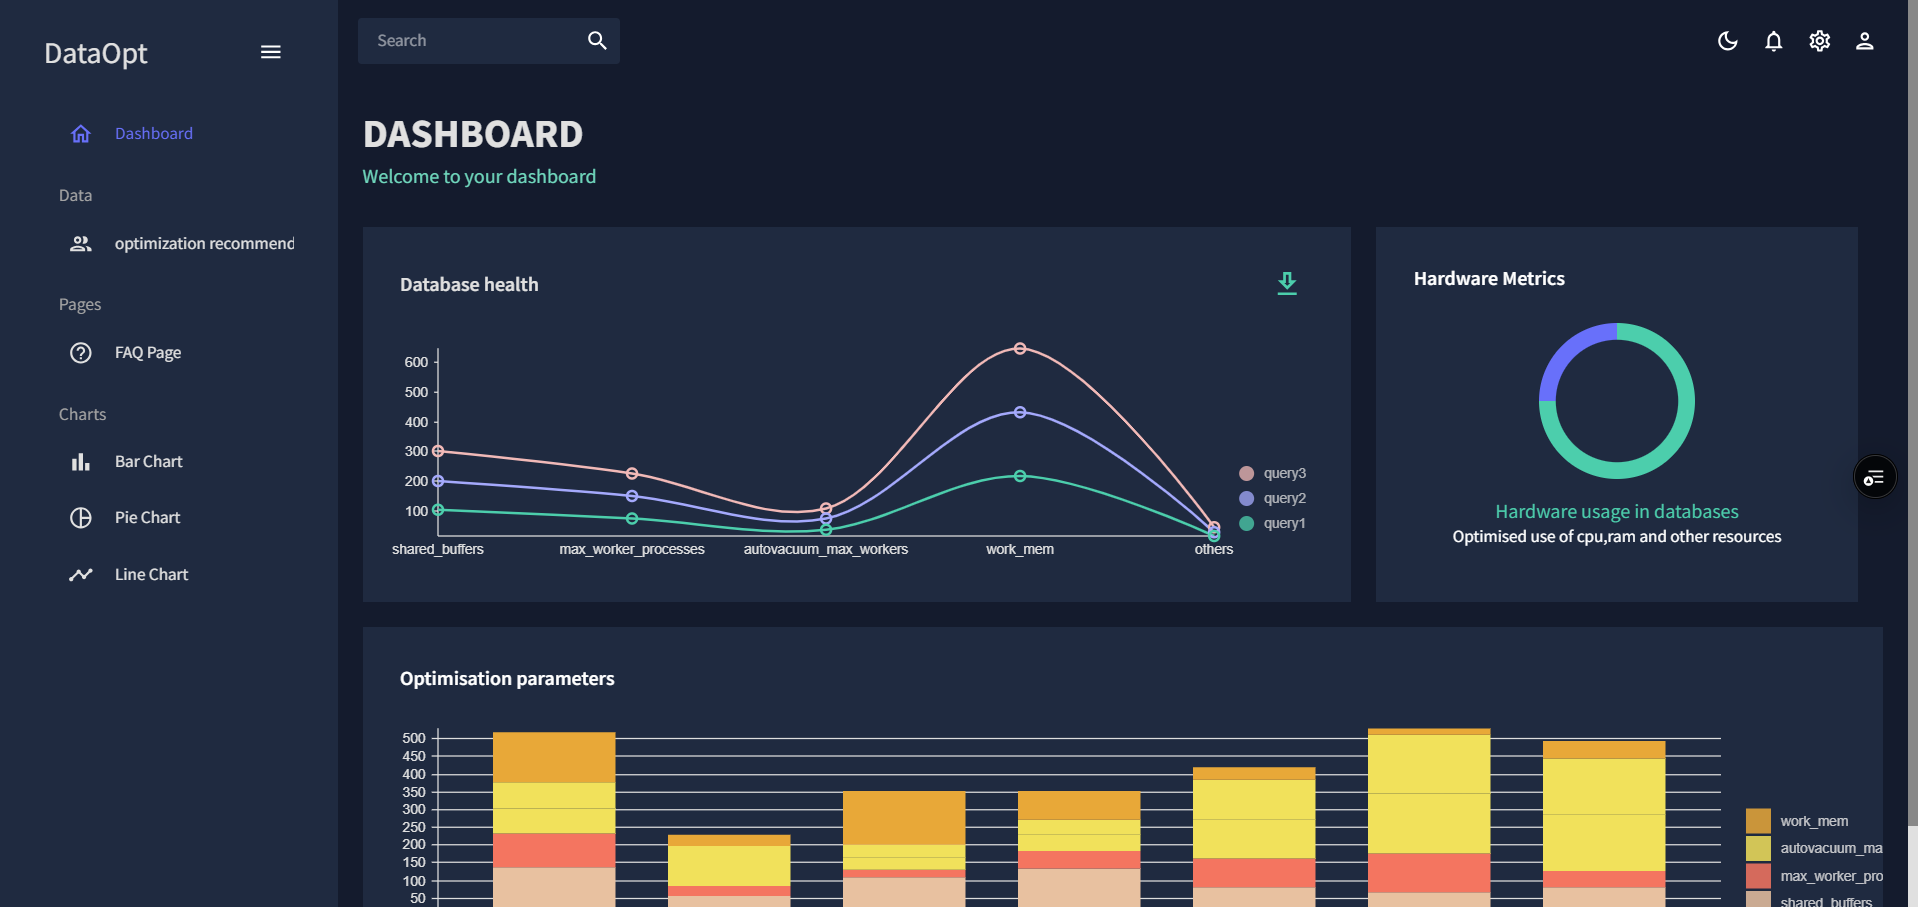 DataOpt
Search
Dashboard
Data
optimization recommend
Pages
FAQ Page
Charts
Bar Chart
Pie Chart
Line Chart
DASHBOARD
Welcome to your dashboard
Database health
600
500
400
300
200
100
shared_buffers max_worker_processes autovacuum_max_workers work_mem others
query3
query2
query1
Hardware Metrics
Hardware usage in databases
Optimised use of cpu,ram and other resources
Optimisation parameters
500
450
400
350
300
250
200
150
100
50
work_mem
autovacuum_ma
max_worker_pro
shared_buffers